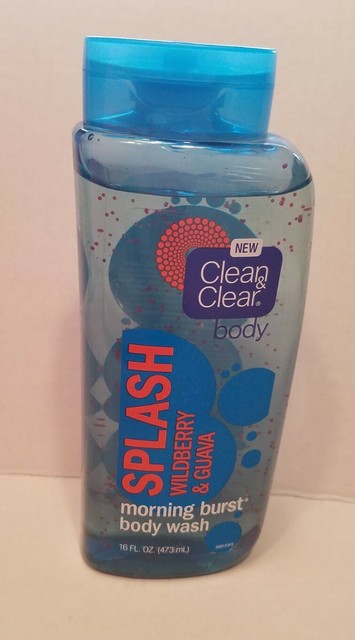 NEW
Clean &
Clear®
body
SPLASH
WILDBERRY
& GUAVA
morning burst®
body wash
16 FL. OZ. (473 mL)